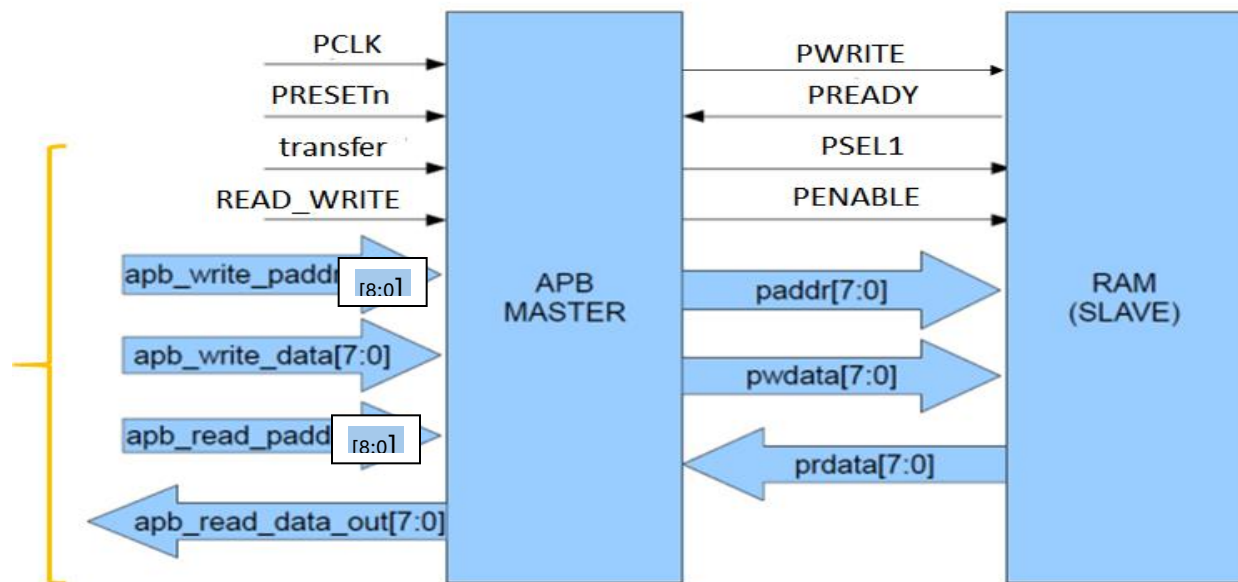 PCLK
PRESETn
transfer
READ_WRITE
apb_write_paddr [8:0]
apb_write_data[7:0]
apb_read_padd [8:0]
apb_read_data_out[7:0]
APB
MASTER
PWRITE
PREADY
PSEL1
PENABLE
paddr[7:0]
pwdata[7:0]
prdata[7:0]
RAM
(SLAVE)